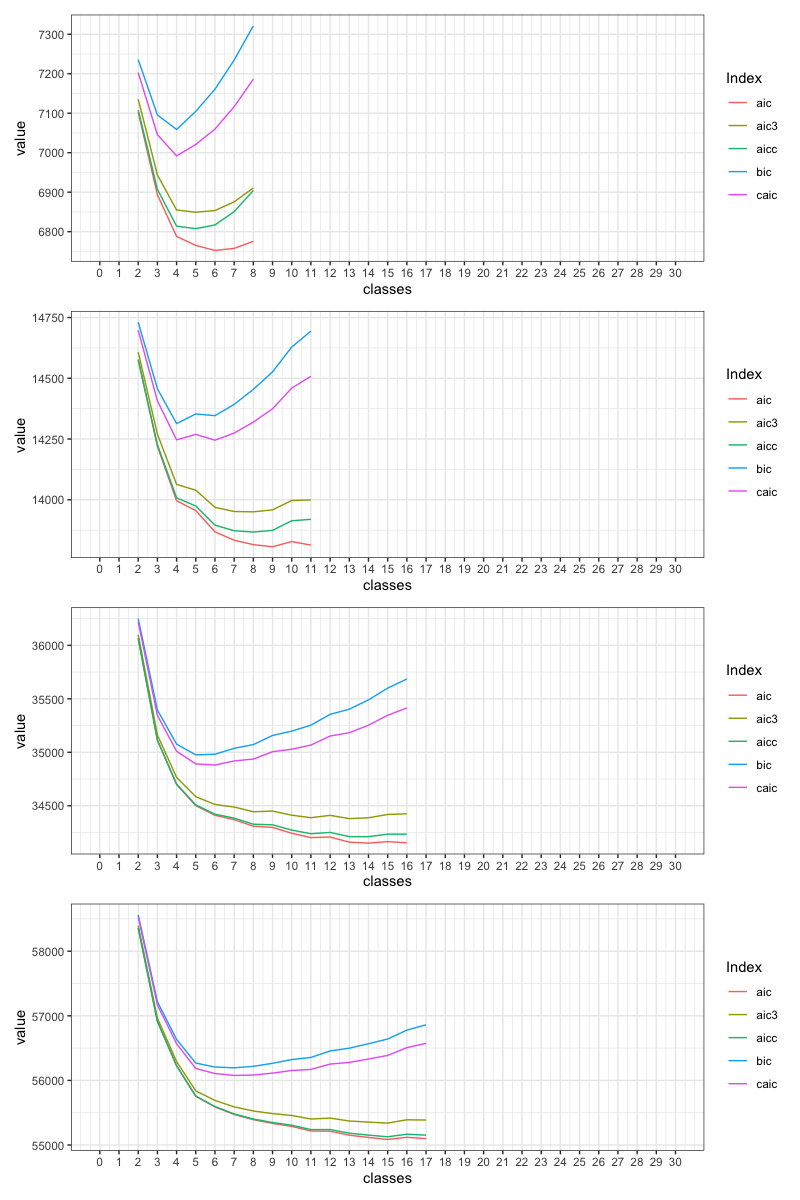 7300
7200
7100
7000
6900
6800
value
0 1 2 3 4 5 6 7 8 9 10 11 12 13 14 15 16 17 18 19 20 21 22 23 24 25 26 27 28 29 30
classes
Index
aic
aic3
aicc
bic
caic
14750
14500
14250
14000
value
0 1 2 3 4 5 6 7 8 9 10 11 12 13 14 15 16 17 18 19 20 21 22 23 24 25 26 27 28 29 30
classes
Index
aic
aic3
aicc
bic
caic
36000
35500
35000
34500
value
0 1 2 3 4 5 6 7 8 9 10 11 12 13 14 15 16 17 18 19 20 21 22 23 24 25 26 27 28 29 30
classes
Index
aic
aic3
aicc
bic
caic
58000
57000
56000
55000
value
0 1 2 3 4 5 6 7 8 9 10 11 12 13 14 15 16 17 18 19 20 21 22 23 24 25 26 27 28 29 30
classes
Index
aic
aic3
aicc
bic
caic